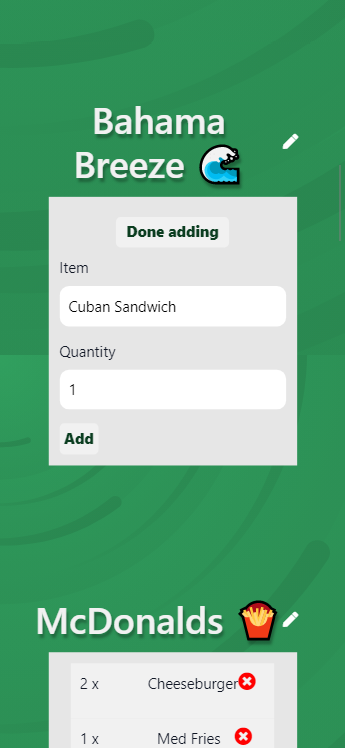 Bahama
Breeze
Done adding
Item
Cuban Sandwich
Quantity
1
Add
McDonalds
2 x Cheeseburger
1 x Med Fries